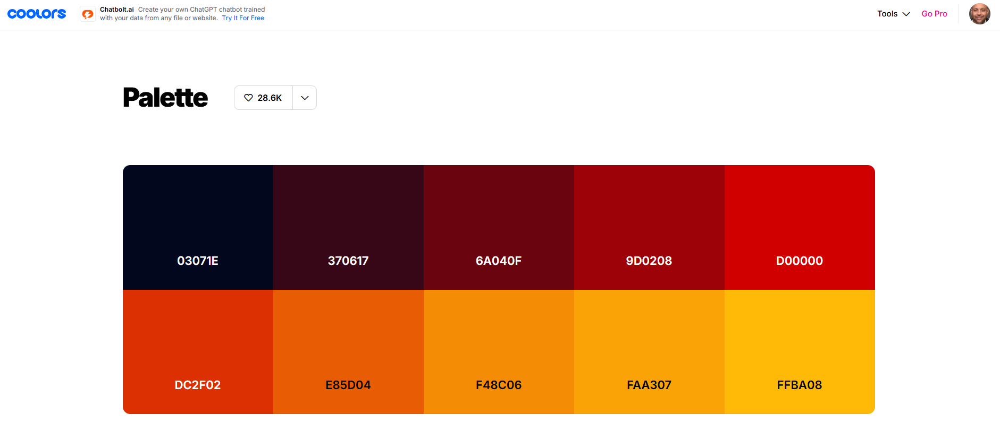 coolors
Chatbolt.ai Create your own ChatGPT chatbot trained
with your data from any file or website. Try It For Free
Tools
Go Pro
Palette
28.6K
03071E
370617
6A040F
9D0208
D00000
DC2F02
E85D04
F48C06
FAA307
FFBA08